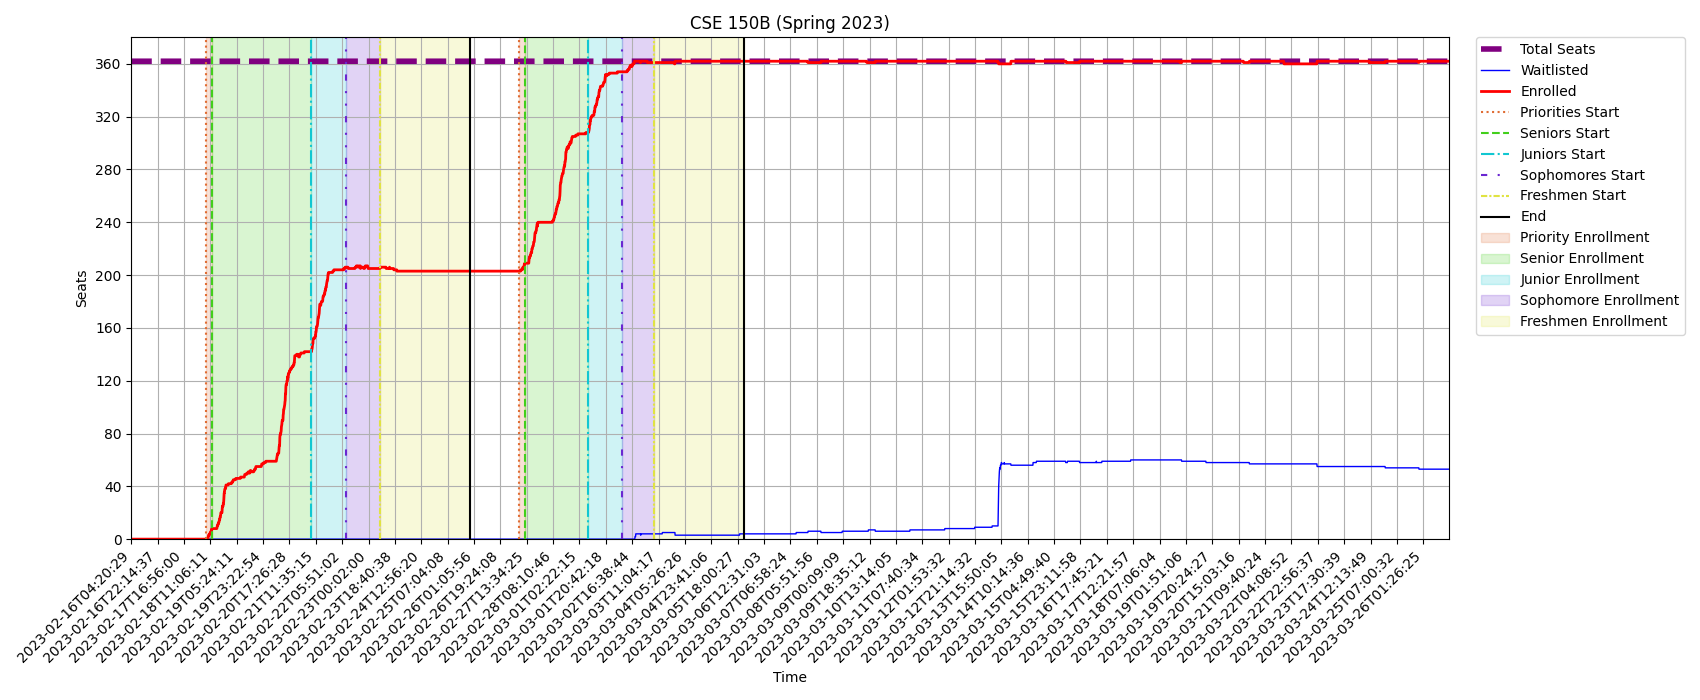 CSE 150B (Spring 2023)
Seats
360
320
280
240
200
160
120
80
40
0
2023-02-16T04:20:29
2023-02-16T22:14:37
2023-02-17T16:56:00
2023-02-18T11:06:11
2023-02-19T05:24:11
2023-02-19T23:22:54
2023-02-20T17:26:28
2023-02-21T11:35:15
2023-02-22T05:51:02
2023-02-23T00:02:00
2023-02-23T18:40:38
2023-02-24T12:56:20
2023-02-25T07:04:08
2023-02-26T01:05:56
2023-02-26T19:24:08
2023-02-27T13:34:25
2023-02-28T08:10:46
2023-03-01T02:22:15
2023-03-01T20:42:18
2023-03-02T16:38:44
2023-03-03T11:04:17
2023-03-04T05:26:26
2023-03-04T23:41:06
2023-03-05T18:00:27
2023-03-06T12:31:03
2023-03-07T06:58:24
2023-03-08T05:51:56
2023-03-09T00:09:09
2023-03-09T18:35:12
2023-03-10T13:14:05
2023-03-11T07:40:34
2023-03-12T01:53:32
2023-03-12T21:14:32
2023-03-13T15:50:05
2023-03-14T10:14:36
2023-03-15T04:49:40
2023-03-15T23:11:58
2023-03-16T17:45:21
2023-03-17T12:21:57
2023-03-18T07:06:04
2023-03-19T01:51:06
2023-03-19T20:24:27
2023-03-20T15:03:16
2023-03-21T09:40:24
2023-03-22T04:08:52
2023-03-22T22:56:37
2023-03-23T17:30:39
2023-03-24T12:13:49
2023-03-25T07:00:32
2023-03-26T01:26:25
Time
Total Seats
Waitlisted
Enrolled
Priorities Start
Seniors Start
Juniors Start
Sophomores Start
Freshmen Start
End
Priority Enrollment
Senior Enrollment
Junior Enrollment
Sophomore Enrollment
Freshmen Enrollment